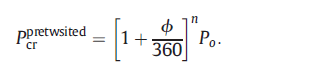 P_cr^pretwsited = [1 + ϕ/360]^n P_o.